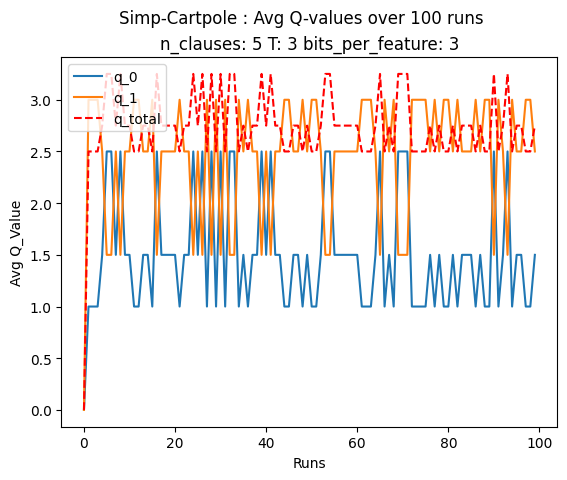 Simp-Cartpole : Avg Q-values over 100 runs
n_clauses: 5 T: 3 bits_per_feature: 3
q_0
q_1
q_total
3.0
2.5
2.0
1.5
1.0
0.5
0.0
Avg Q_Value
0
20
40
60
80
100
Runs